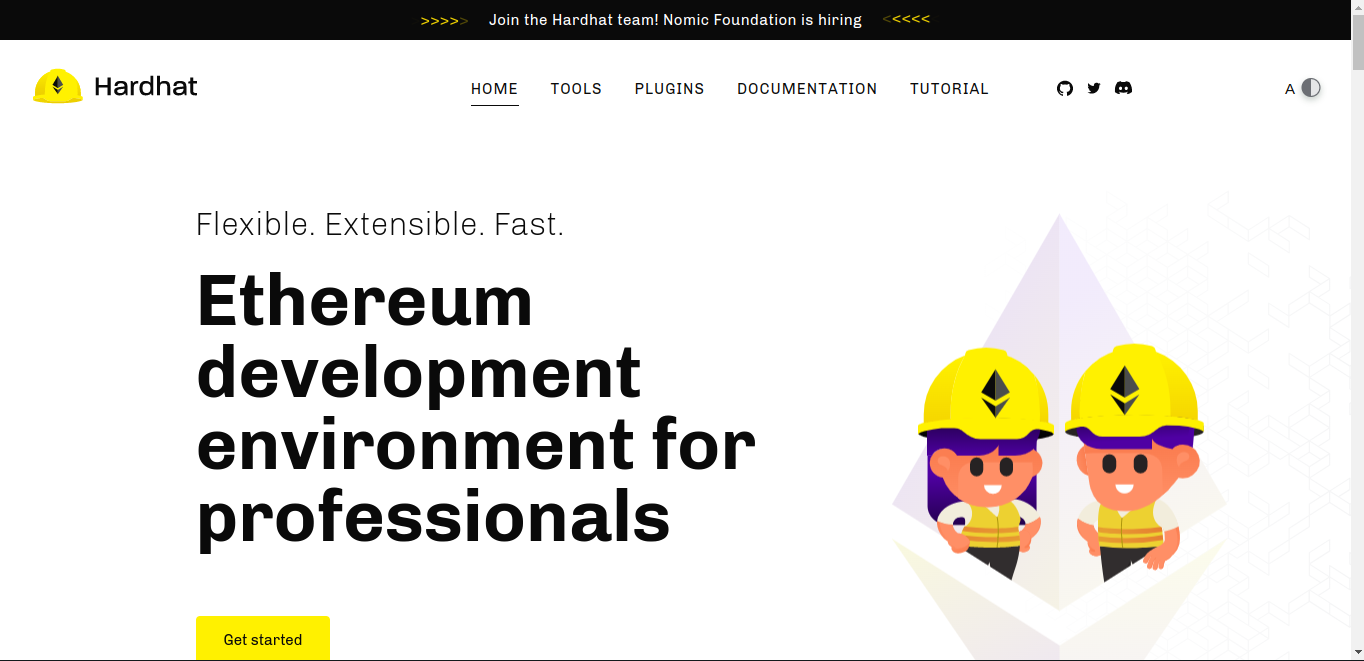 >>>>> Join the Hardhat team! Nomic Foundation is hiring <<<<<
Hardhat
HOME TOOLS PLUGINS DOCUMENTATION TUTORIAL
A
Flexible. Extensible. Fast.
Ethereum
development
environment for
professionals
Get started